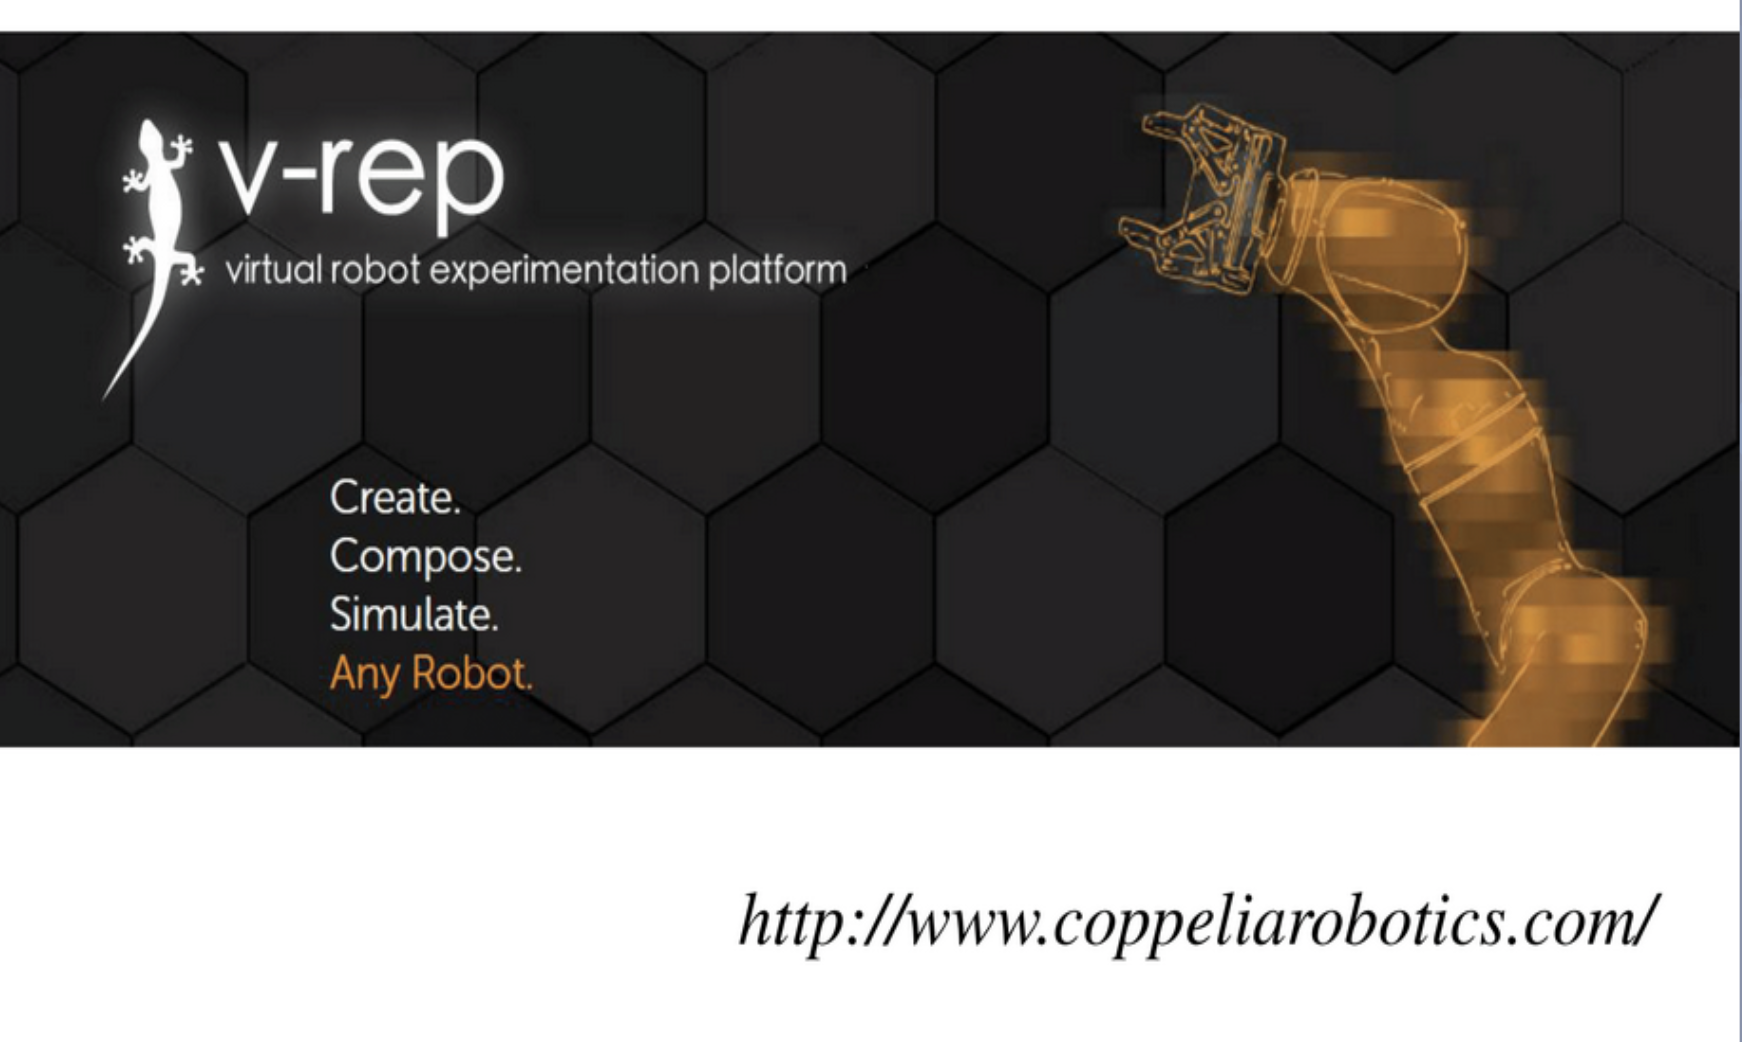 v-rep
virtual robot experimentation platform
Create.
Compose.
Simulate.
Any Robot.
http://www.coppeliarobotics.com/